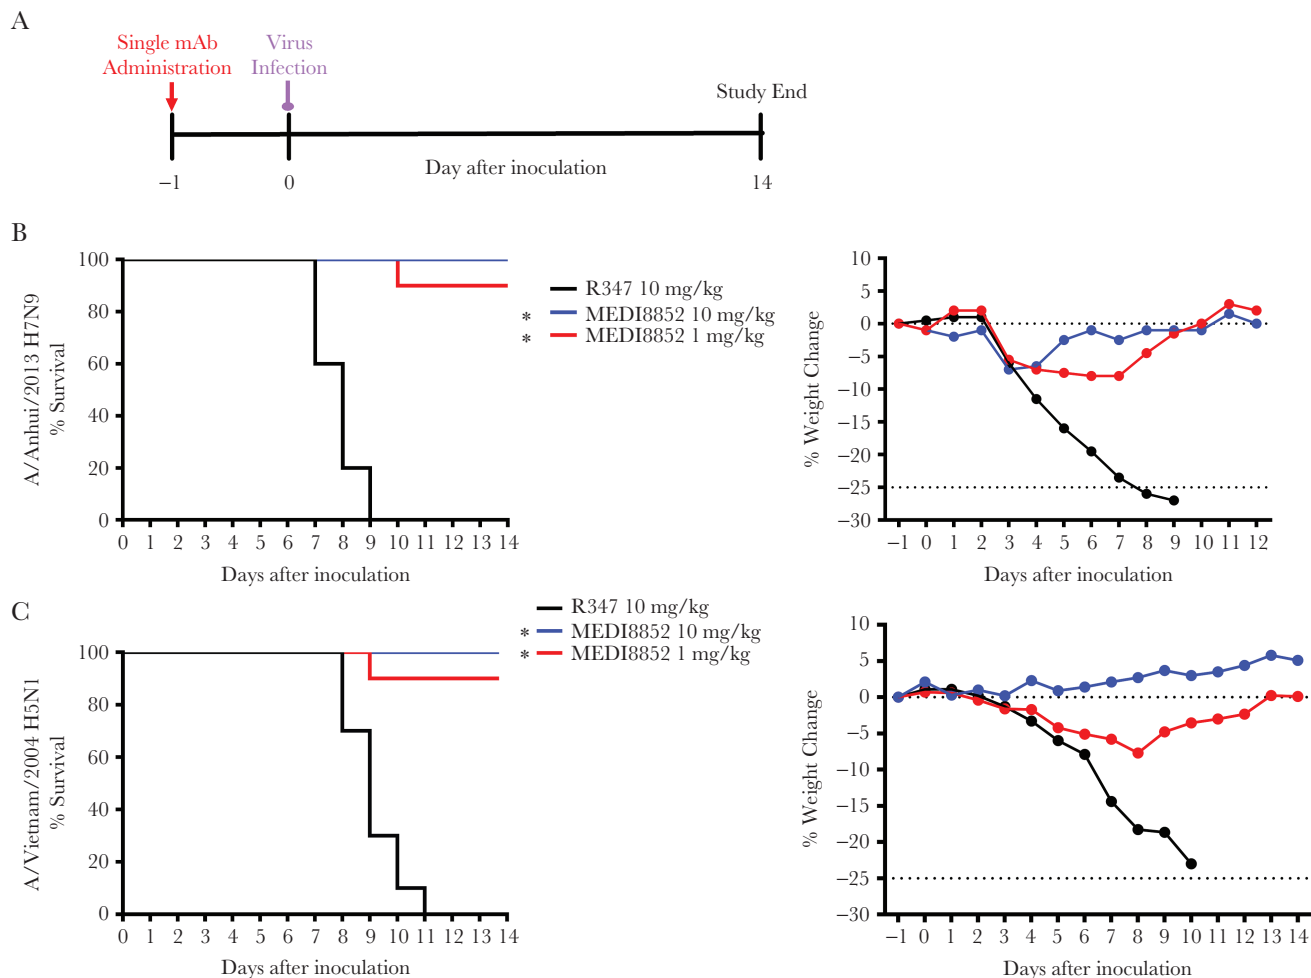 A
Single mAb
Administration
Virus
Infection
Study End
Day after inoculation
−1
0
14
B
A/Anhui/2013 H7N9
% Survival
100
80
60
40
20
0
0 1 2 3 4 5 6 7 8 9 10 11 12 13 14
Days after inoculation
R347 10 mg/kg
* MEDI8852 10 mg/kg
* MEDI8852 1 mg/kg
% Weight Change
10
5
0
−5
−10
−15
−20
−25
−30
−1 0 1 2 3 4 5 6 7 8 9 10 11 12
Days after inoculation
C
A/Vietnam/2004 H5N1
% Survival
100
80
60
40
20
0
0 1 2 3 4 5 6 7 8 9 10 11 12 13 14
Days after inoculation
R347 10 mg/kg
* MEDI8852 10 mg/kg
* MEDI8852 1 mg/kg
% Weight Change
10
5
0
−5
−10
−15
−20
−25
−30
−1 0 1 2 3 4 5 6 7 8 9 10 11 12 13 14
Days after inoculation